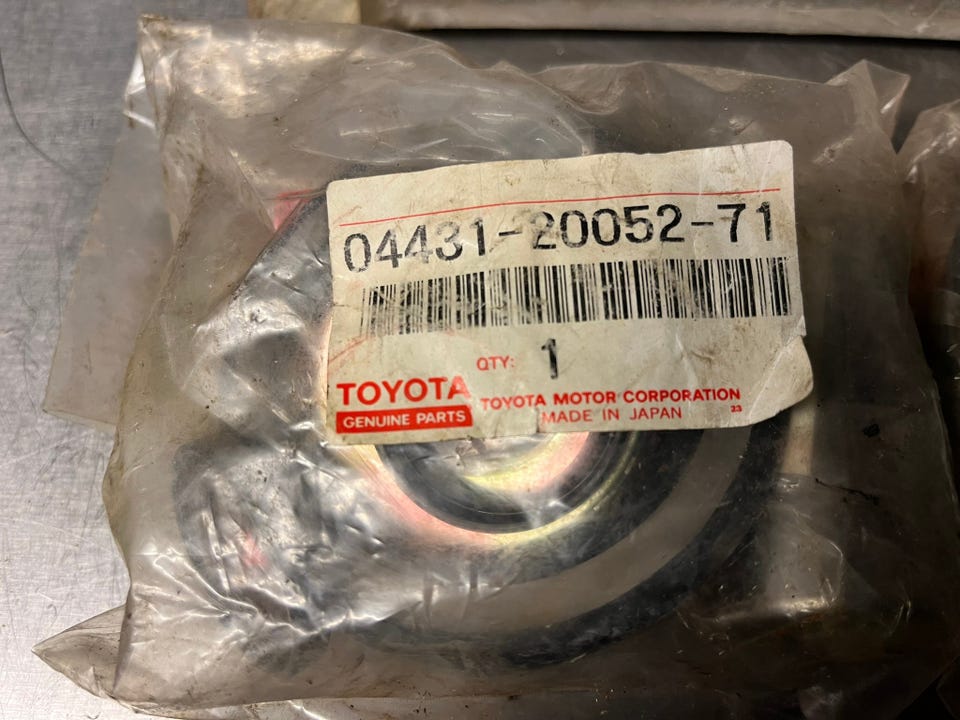 04431-20052-71
QTY: 1
TOYOTA
GENUINE PARTS
TOYOTA MOTOR CORPORATION
MADE IN JAPAN 23